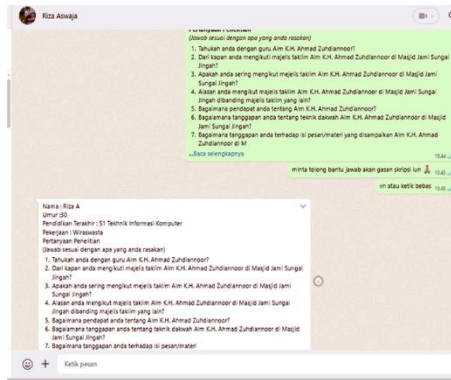 Riza Aswaja
Pertanyaan Penelitian
(Jawab sesuai dengan apa yang anda rasakan)
1. Tahukah anda dengan guru Alm K.H. Ahmad Zuhdiannoor?
2. Dari kapan anda mengikuti majelis taklim Alm K.H. Ahmad Zuhdiannoor di Masjid Jami Sungai
Jingah?
3. Apakah anda sering mengikut majelis taklim Alm K.H. Ahmad Zuhdiannoor di Masjid Jami
Sungai Jingah?
4. Alasan anda mengikut majelis taklim Alm K.H. Ahmad Zuhdiannoor di Masjid Jami Sungai
Jingah dibanding majelis taklim yang lain?
5. Bagaimana pendapat anda tentang Alm K.H. Ahmad Zuhdiannoor?
6. Bagaimana tanggapan anda tentang teknik dakwah Alm K.H. Ahmad Zuhdiannoor di Masjid
Jami Sungai Jingah?
7. Bagaimana tanggapan anda terhadap isi pesan/materi yang disampaikan Alm K.H. Ahmad
Zuhdiannoor di M
...Baca selengkapnya
minta tolong bantu jawab akan gasan skripsi lun 🙏
vn atau ketik bebas
Nama : Riza A
Umur :30
Pendidikan Terakhir : S1 Tekhnik Informasi Komputer
Pekerjaan : Wiraswasta
Pertanyaan Penelitian
(Jawab sesuai dengan apa yang anda rasakan)
1. Tahukah anda dengan guru Alm K.H. Ahmad Zuhdiannoor?
2. Dari kapan anda mengikuti majelis taklim Alm K.H. Ahmad Zuhdiannoor di Masjid Jami Sungai
Jingah?
3. Apakah anda sering mengikut majelis taklim Alm K.H. Ahmad Zuhdiannoor di Masjid Jami
Sungai Jingah?
4. Alasan anda mengikut majelis taklim Alm K.H. Ahmad Zuhdiannoor di Masjid Jami Sungai
Jingah dibanding majelis taklim yang lain?
5. Bagaimana pendapat anda tentang Alm K.H. Ahmad Zuhdiannoor?
6. Bagaimana tanggapan anda tentang teknik dakwah Alm K.H. Ahmad Zuhdiannoor di Masjid
Jami Sungai Jingah?
7. Bagaimana tanggapan anda terhadap isi pesan/materi
Ketik pesan